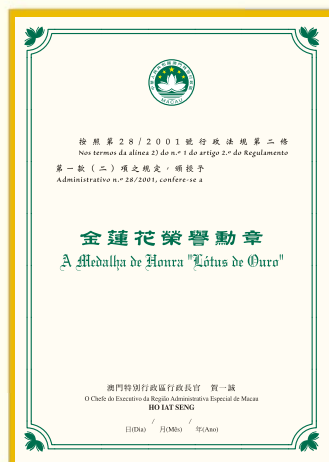 MACAU
按照第28/2001號行政法規第二條
Nos termos da alínea 2) do n.º 1 do artigo 2.º do Regulamento
第一款（二）項之規定，頒授予
Administrativo n.º 28/2001, confere-se a
金蓮花榮譽勳章
A Medalha de Honra "Lótus de Ouro"
澳門特別行政區行政長官　賀一誠
O Chefe do Executivo da Região Administrativa Especial de Macau
HO IAT SENG
/ /
日(Dia) 月(Mês) 年(Ano)